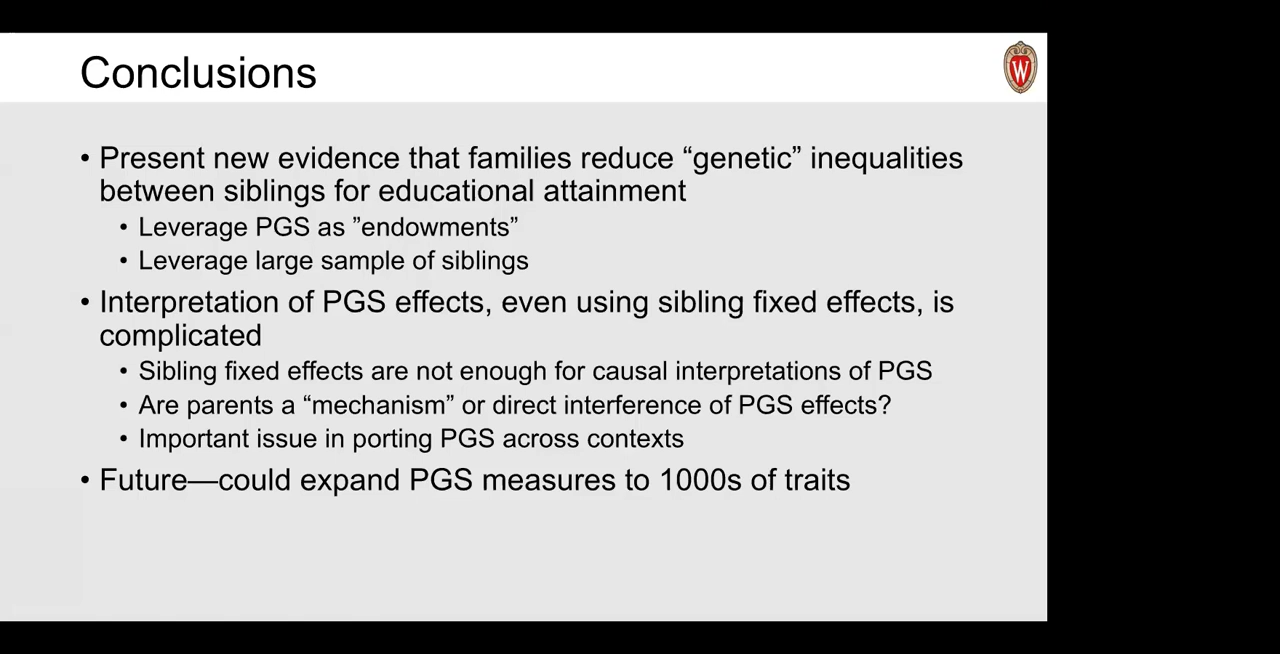 Conclusions
W
• Present new evidence that families reduce “genetic” inequalities
between siblings for educational attainment
• Leverage PGS as ”endowments”
• Leverage large sample of siblings
• Interpretation of PGS effects, even using sibling fixed effects, is
complicated
• Sibling fixed effects are not enough for causal interpretations of PGS
• Are parents a “mechanism” or direct interference of PGS effects?
• Important issue in porting PGS across contexts
• Future—could expand PGS measures to 1000s of traits